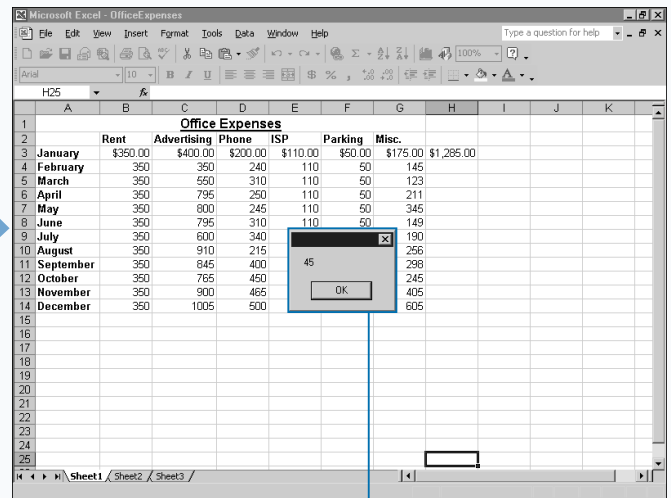 Microsoft Excel - OfficeExpenses
File Edit View Insert Format Tools Data Window Help Type a question for help
100%
Arial 10 B I U $ % ,
H25 fx
A B C D E F G H I J K
1 Office Expenses
2 Rent Advertising Phone ISP Parking Misc.
3 January $350.00 $400.00 $200.00 $110.00 $50.00 $175.00 $1,285.00
4 February 350 350 240 110 50 145
5 March 350 550 310 110 50 123
6 April 350 795 250 110 50 211
7 May 350 800 245 110 50 345
8 June 350 795 310 110 50 149
9 July 350 600 340 190
10 August 350 910 215 256
11 September 350 845 400 45 298
12 October 350 765 450 245
13 November 350 900 465 OK 405
14 December 350 1005 500 605
15
16
17
18
19
20
21
22
23
24
25
Sheet1 Sheet2 Sheet3